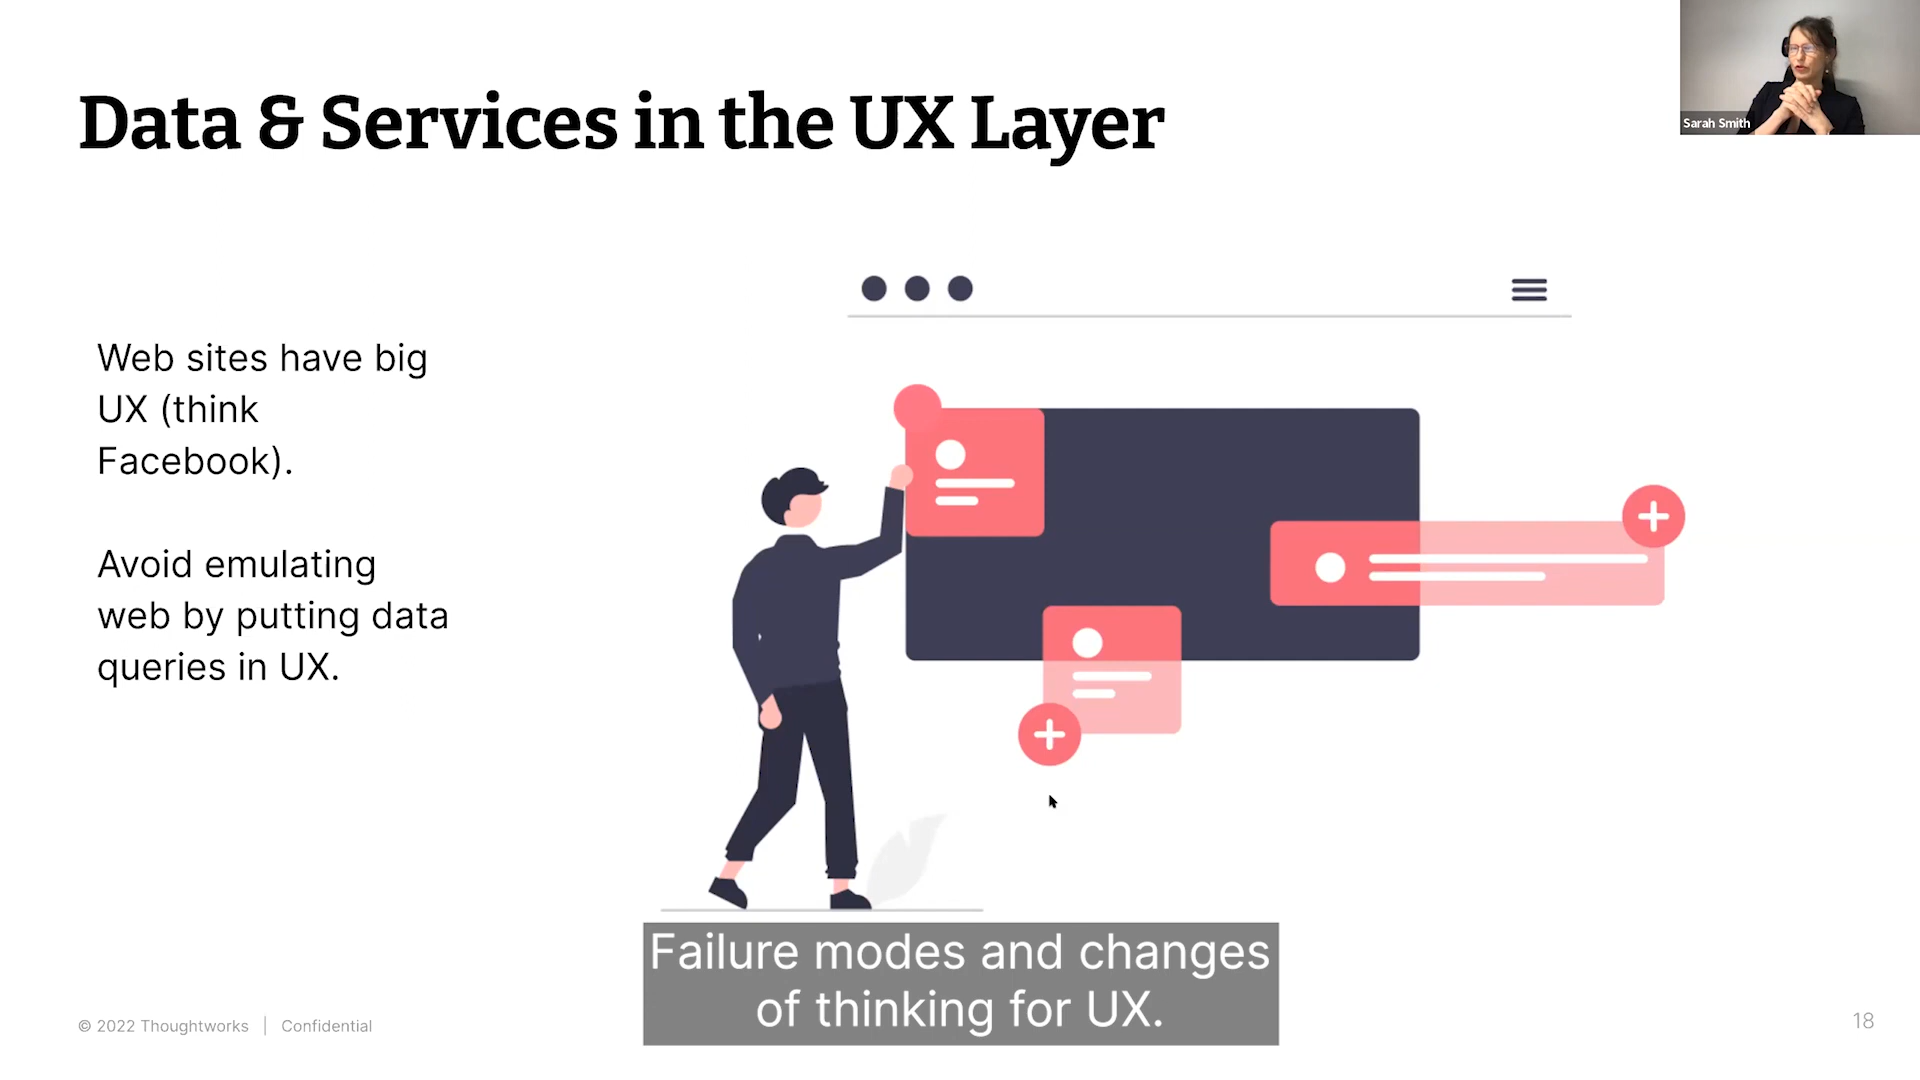 Data & Services in the UX Layer
Sarah Smith
Web sites have big
UX (think
Facebook).
Avoid emulating
web by putting data
queries in UX.
Failure modes and changes
of thinking for UX.
© 2022 Thoughtworks | Confidential
18